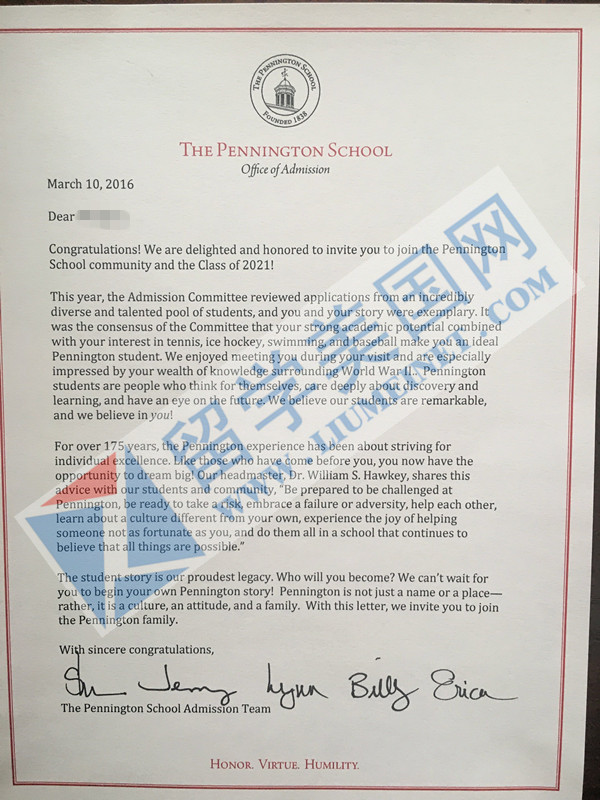 THE PENNINGTON SCHOOL
FOUNDED 1838
THE PENNINGTON SCHOOL
Office of Admission
March 10, 2016
Dear
Congratulations! We are delighted and honored to invite you to join the Pennington
School community and the Class of 2021!
This year, the Admission Committee reviewed applications from an incredibly
diverse and talented pool of students, and you and your story were exemplary. It
was the consensus of the Committee that your strong academic potential combined
with your interest in tennis, ice hockey, swimming, and baseball make you an ideal
Pennington student. We enjoyed meeting you during your visit and are especially
impressed by your wealth of knowledge surrounding World War II. Pennington
students are people who think for themselves, care deeply about discovery and
learning, and have an eye on the future. We believe our students are remarkable,
and we believe in you!
For over 175 years, the Pennington experience has been about striving for
individual excellence. Like those who have come before you, you now have the
opportunity to dream big! Our headmaster, Dr. William S. Hawkey, shares this
advice with our students and community, "Be prepared to be challenged at
Pennington, be ready to take a risk, embrace a failure or adversity, help each other,
learn about a culture different from your own, experience the joy of helping
someone not as fortunate as you, and do them all in a school that continues to
believe that all things are possible."
The student story is our proudest legacy. Who will you become? We can't wait for
you to begin your own Pennington story! Pennington is not just a name or a place—
rather, it is a culture, an attitude, and a family. With this letter, we invite you to join
the Pennington family.
With sincere congratulations,
Jerry Lynn Billy Erica
The Pennington School Admission Team
HONOR. VIRTUE. HUMILITY.
留学美国网
WWW.LIUMEINET.COM